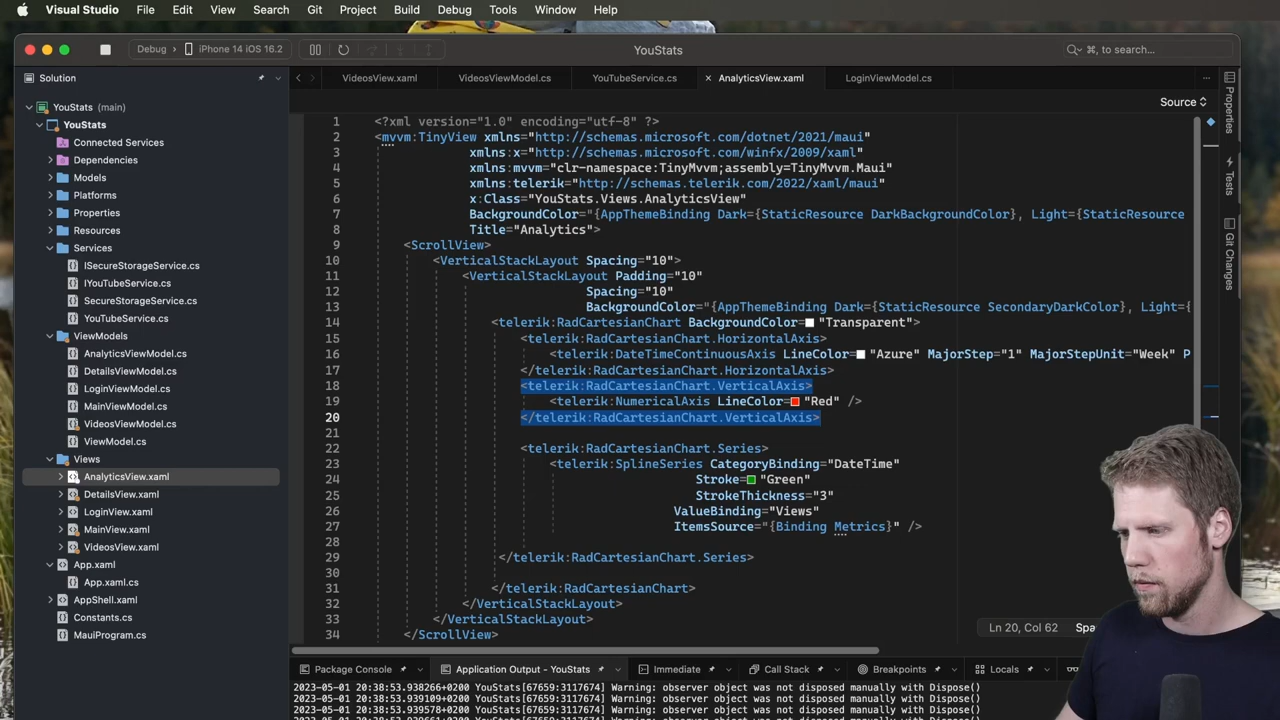 Visual Studio File Edit View Search Git Project Build Debug Tools Window Help
Debug iPhone 14 iOS 16.2 YouStats ⌘, to search...
Solution VideosView.xaml VideosViewModel.cs YouTubeService.cs AnalyticsView.xaml LoginViewModel.cs
Source
YouStats (main)
YouStats
Connected Services
Dependencies
Models
Platforms
Properties
Resources
Services
ISecureStorageService.cs
IYouTubeService.cs
SecureStorageService.cs
YouTubeService.cs
ViewModels
AnalyticsViewModel.cs
DetailsViewModel.cs
LoginViewModel.cs
MainViewModel.cs
VideosViewModel.cs
ViewModel.cs
Views
AnalyticsView.xaml
DetailsView.xaml
LoginView.xaml
MainView.xaml
VideosView.xaml
App.xaml
App.xaml.cs
AppShell.xaml
Constants.cs
MauiProgram.cs
1 <?xml version="1.0" encoding="utf-8" ?>
2 <mvvm:TinyView xmlns="http://schemas.microsoft.com/dotnet/2021/maui"
3 xmlns:x="http://schemas.microsoft.com/winfx/2009/xaml"
4 xmlns:mvvm="clr-namespace:TinyMvvm;assembly=TinyMvvm.Maui"
5 xmlns:telerik="http://schemas.telerik.com/2022/xaml/maui"
6 x:Class="YouStats.Views.AnalyticsView"
7 BackgroundColor="{AppThemeBinding Dark={StaticResource DarkBackgroundColor}, Light={StaticResource
8 Title="Analytics">
9 <ScrollView>
10 <VerticalStackLayout Spacing="10">
11 <VerticalStackLayout Padding="10"
12 Spacing="10"
13 BackgroundColor="{AppThemeBinding Dark={StaticResource SecondaryDarkColor}, Light={
14 <telerik:RadCartesianChart BackgroundColor="Transparent">
15 <telerik:RadCartesianChart.HorizontalAxis>
16 <telerik:DateTimeContinuousAxis LineColor="Azure" MajorStep="1" MajorStepUnit="Week" P
17 </telerik:RadCartesianChart.HorizontalAxis>
18 <telerik:RadCartesianChart.VerticalAxis>
19 <telerik:NumericalAxis LineColor="Red" />
20 </telerik:RadCartesianChart.VerticalAxis>
21
22 <telerik:RadCartesianChart.Series>
23 <telerik:SplineSeries CategoryBinding="DateTime"
24 Stroke="Green"
25 StrokeThickness="3"
26 ValueBinding="Views"
27 ItemsSource="{Binding Metrics}" />
28
29 </telerik:RadCartesianChart.Series>
30
31 </telerik:RadCartesianChart>
32 </VerticalStackLayout>
33 </VerticalStackLayout>
34 </ScrollView>
Properties
Tests
Git Changes
Ln 20, Col 62
Package Console Application Output - YouStats Immediate Call Stack Breakpoints Locals
2023-05-01 20:38:53.938266+0200 YouStats[67659:3117674] Warning: observer object was not disposed manually with Dispose()
2023-05-01 20:38:53.939109+0200 YouStats[67659:3117674] Warning: observer object was not disposed manually with Dispose()
2023-05-01 20:38:53.939578+0200 YouStats[67659:3117674] Warning: observer object was not disposed manually with Dispose()